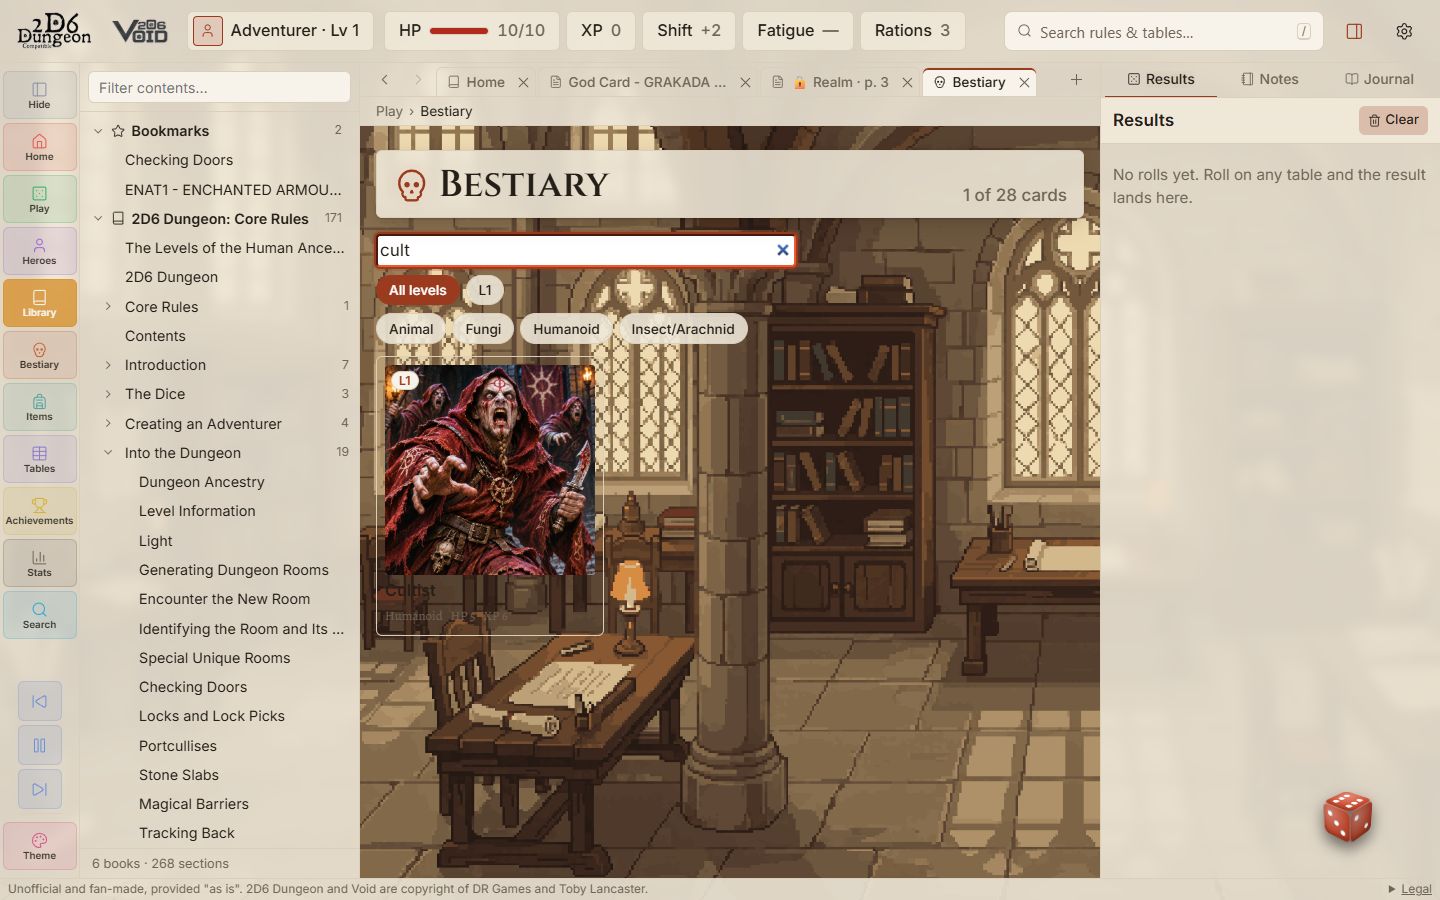 2D6
Dungeon
Compatible
2D6
VOID
Adventurer · Lv 1
HP 10/10
XP 0
Shift +2
Fatigue —
Rations 3
Search rules & tables...
/
Hide
Home
Play
Heroes
Library
Bestiary
Items
Tables
Achievements
Stats
Search
Theme
Filter contents...
Bookmarks 2
Checking Doors
ENAT1 - ENCHANTED ARMOU...
2D6 Dungeon: Core Rules 171
The Levels of the Human Ance...
2D6 Dungeon
Core Rules 1
Contents
Introduction 7
The Dice 3
Creating an Adventurer 4
Into the Dungeon 19
Dungeon Ancestry
Level Information
Light
Generating Dungeon Rooms
Encounter the New Room
Identifying the Room and Its ...
Special Unique Rooms
Checking Doors
Locks and Lock Picks
Portcullises
Stone Slabs
Magical Barriers
Tracking Back
6 books · 268 sections
Home
God Card - GRAKADA ...
Realm · p. 3
Bestiary
Play › Bestiary
BESTIARY
1 of 28 cards
cult
All levels
L1
Animal
Fungi
Humanoid
Insect/Arachnid
L1
Cultist
Humanoid · HP 5 · XP 6
Results
Notes
Journal
Results
Clear
No rolls yet. Roll on any table and the result
lands here.
Unofficial and fan-made, provided "as is". 2D6 Dungeon and Void are copyright of DR Games and Toby Lancaster.
Legal